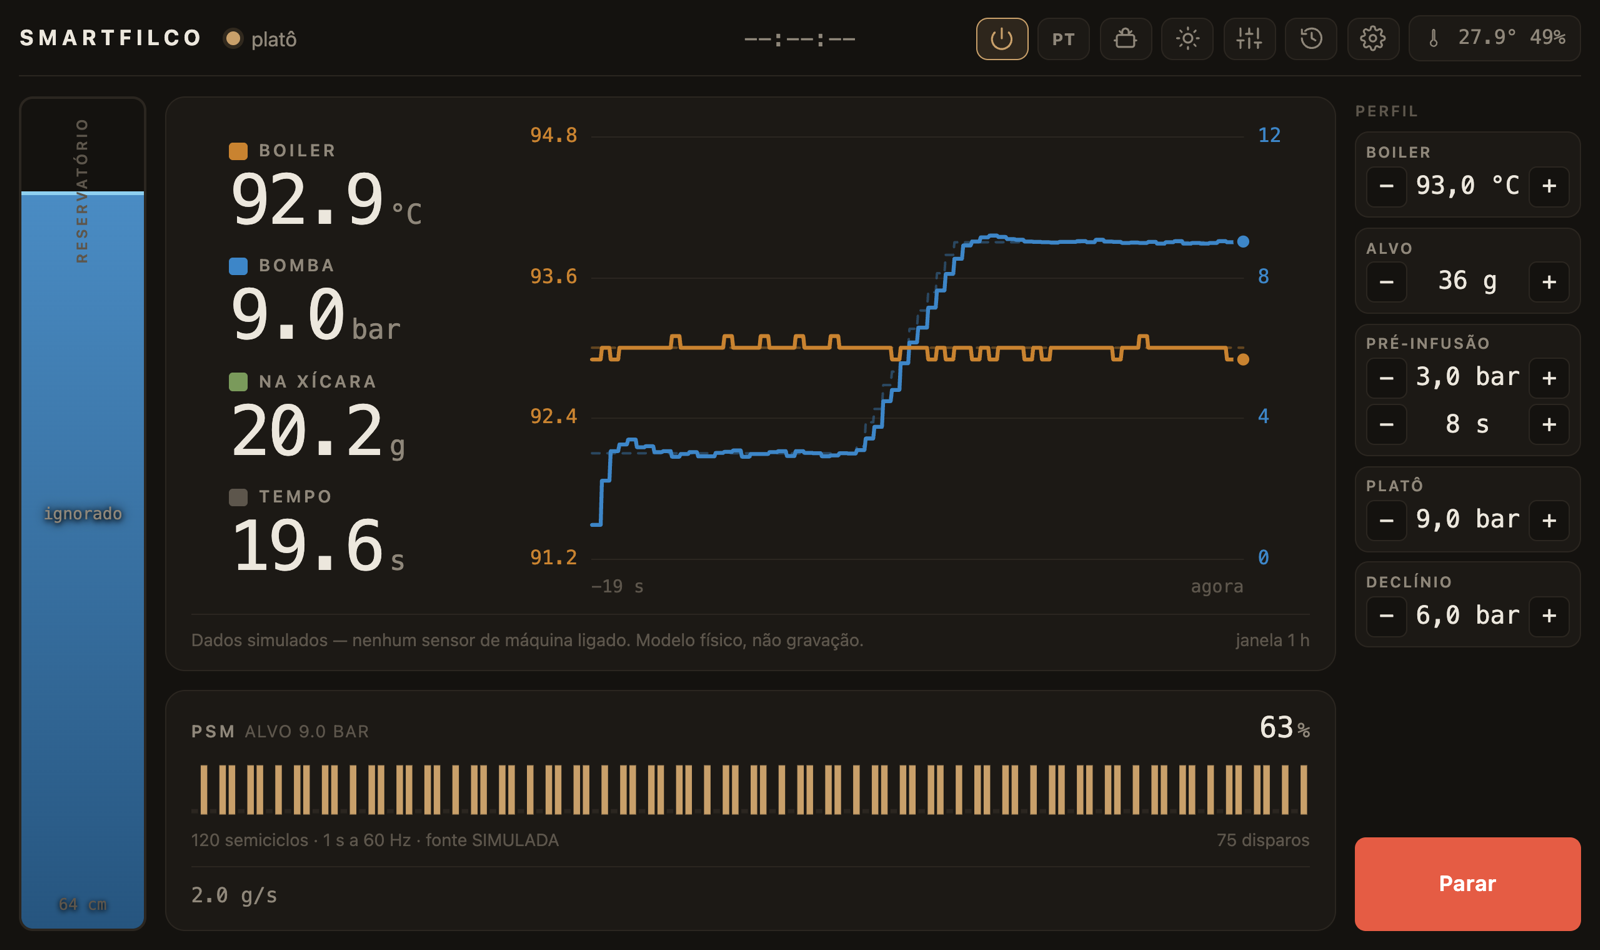 SMARTFILCO
platô
--:--:--
PT
27.9° 49%
RESERVATÓRIO
ignorado
64 cm
BOILER
92.9 °C
BOMBA
9.0 bar
NA XÍCARA
20.2 g
TEMPO
19.6 s
94.8
93.6
92.4
91.2
12
8
4
0
−19 s
agora
Dados simulados — nenhum sensor de máquina ligado. Modelo físico, não gravação.
janela 1 h
PSM ALVO 9.0 BAR
63%
120 semiciclos · 1 s a 60 Hz · fonte SIMULADA
75 disparos
2.0 g/s
PERFIL
BOILER
− 93,0 °C +
ALVO
− 36 g +
PRÉ-INFUSÃO
− 3,0 bar +
− 8 s +
PLATÔ
− 9,0 bar +
DECLÍNIO
− 6,0 bar +
Parar